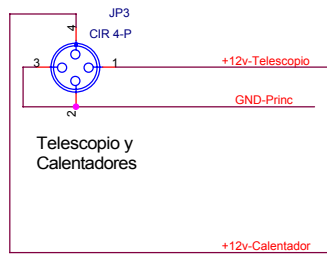 JP3
4
CIR 4-P
3
1
+12v-Telescopio
GND-Princ
2
Telescopio y
Calentadores
+12v-Calentador